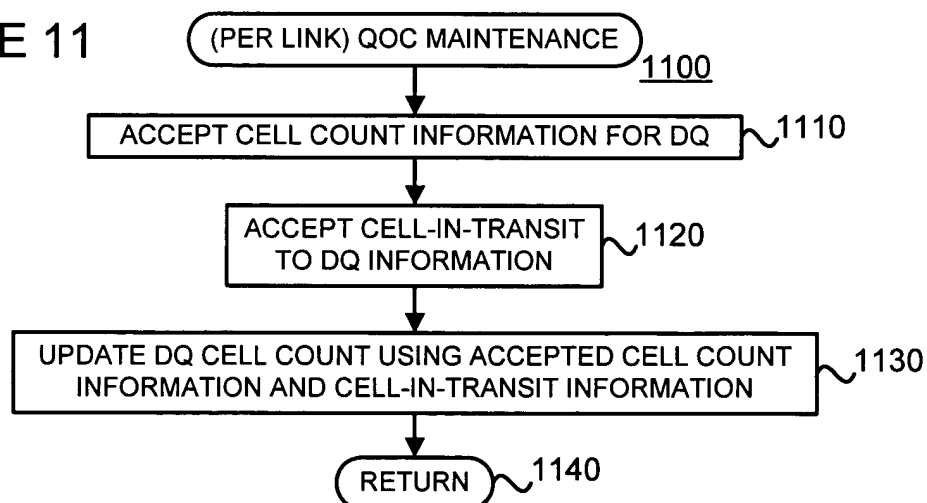 E 11
(PER LINK) QOC MAINTENANCE
1100
ACCEPT CELL COUNT INFORMATION FOR DQ
1110
ACCEPT CELL-IN-TRANSIT
TO DQ INFORMATION
1120
UPDATE DQ CELL COUNT USING ACCEPTED CELL COUNT
INFORMATION AND CELL-IN-TRANSIT INFORMATION
1130
RETURN
1140